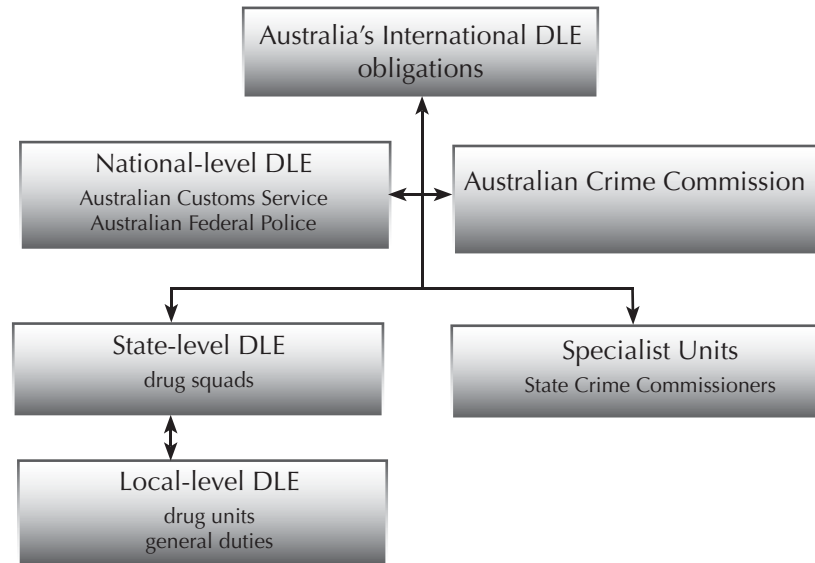 Australia's International DLE
obligations
National-level DLE
Australian Customs Service
Australian Federal Police
Australian Crime Commission
State-level DLE
drug squads
Specialist Units
State Crime Commissioners
Local-level DLE
drug units
general duties